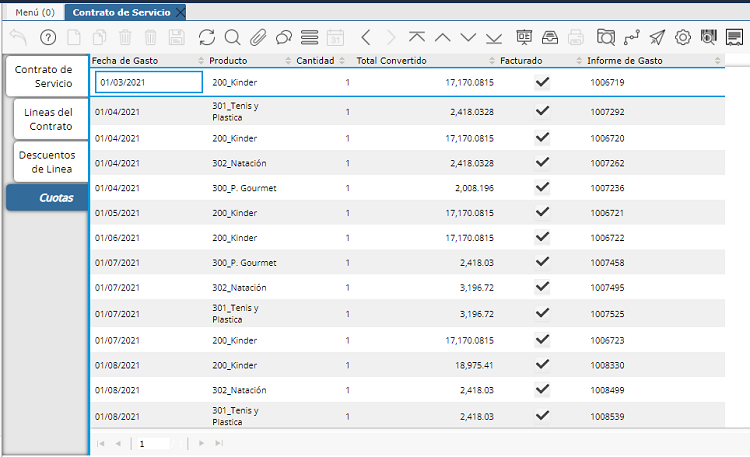 Menú (0) Contrato de Servicio
Contrato de Servicio
Lineas del Contrato
Descuentos de Linea
Cuotas
Fecha de Gasto Producto Cantidad Total Convertido Facturado Informe de Gasto
01/03/2021 200_Kinder 1 17,170.0815 1006719
01/04/2021 301_Tenis y Plastica 1 2,418.0328 1007292
01/04/2021 200_Kinder 1 17,170.0815 1006720
01/04/2021 302_Natación 1 2,418.0328 1007262
01/04/2021 300_P. Gourmet 1 2,008.196 1007236
01/05/2021 200_Kinder 1 17,170.0815 1006721
01/06/2021 200_Kinder 1 17,170.0815 1006722
01/07/2021 300_P. Gourmet 1 2,418.03 1007458
01/07/2021 302_Natación 1 3,196.72 1007495
01/07/2021 301_Tenis y Plastica 1 3,196.72 1007525
01/07/2021 200_Kinder 1 17,170.0815 1006723
01/08/2021 200_Kinder 1 18,975.41 1008330
01/08/2021 302_Natación 1 2,418.03 1008499
01/08/2021 301_Tenis y Plastica 1 2,418.03 1008539
1